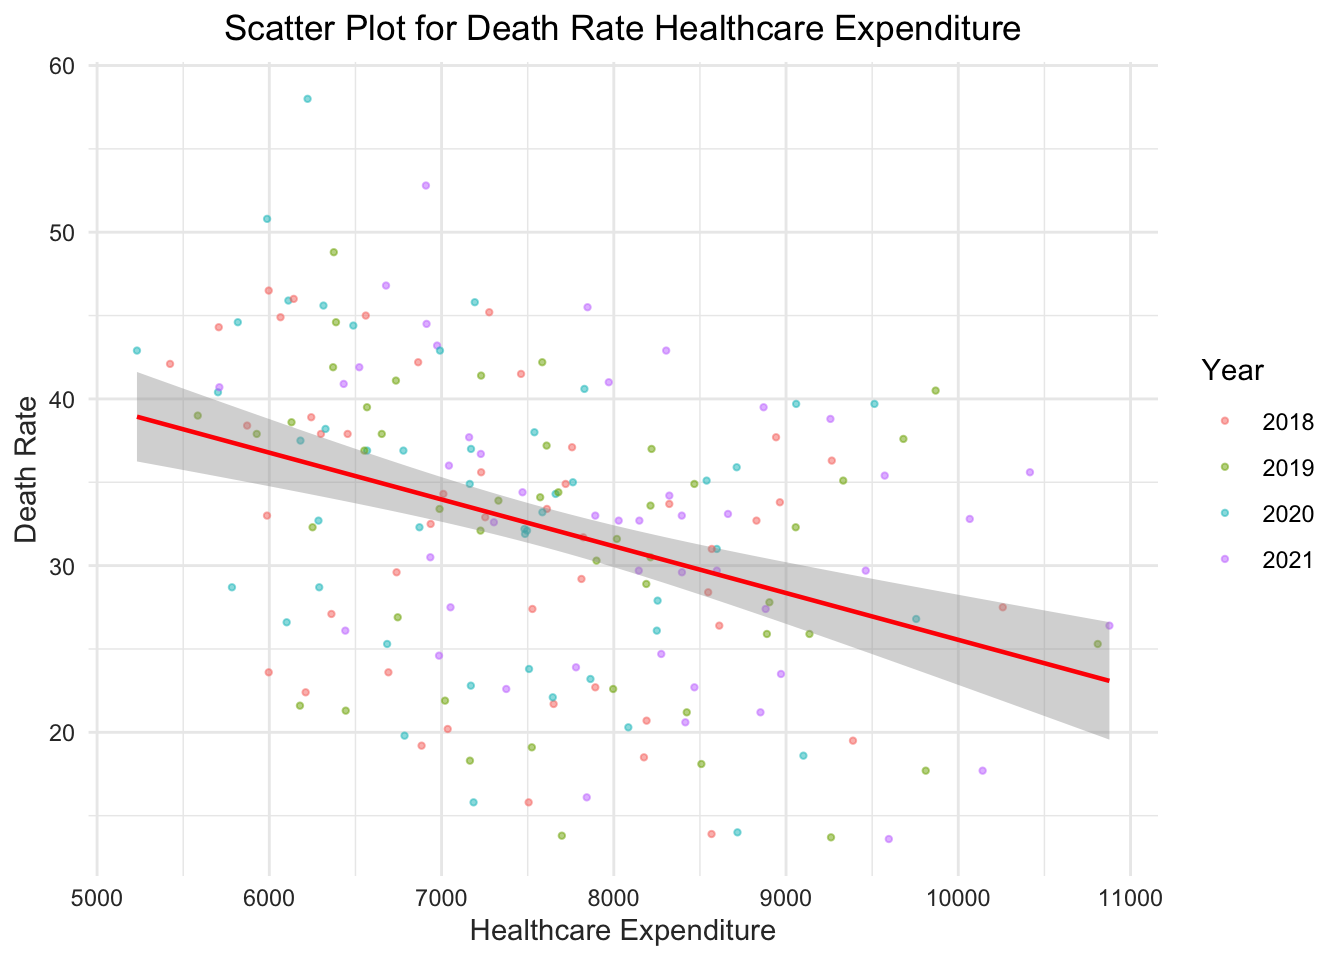 Scatter Plot for Death Rate Healthcare Expenditure
60
50
40
30
20
Death Rate
5000 6000 7000 8000 9000 10000 11000
Healthcare Expenditure
Year
2018
2019
2020
2021